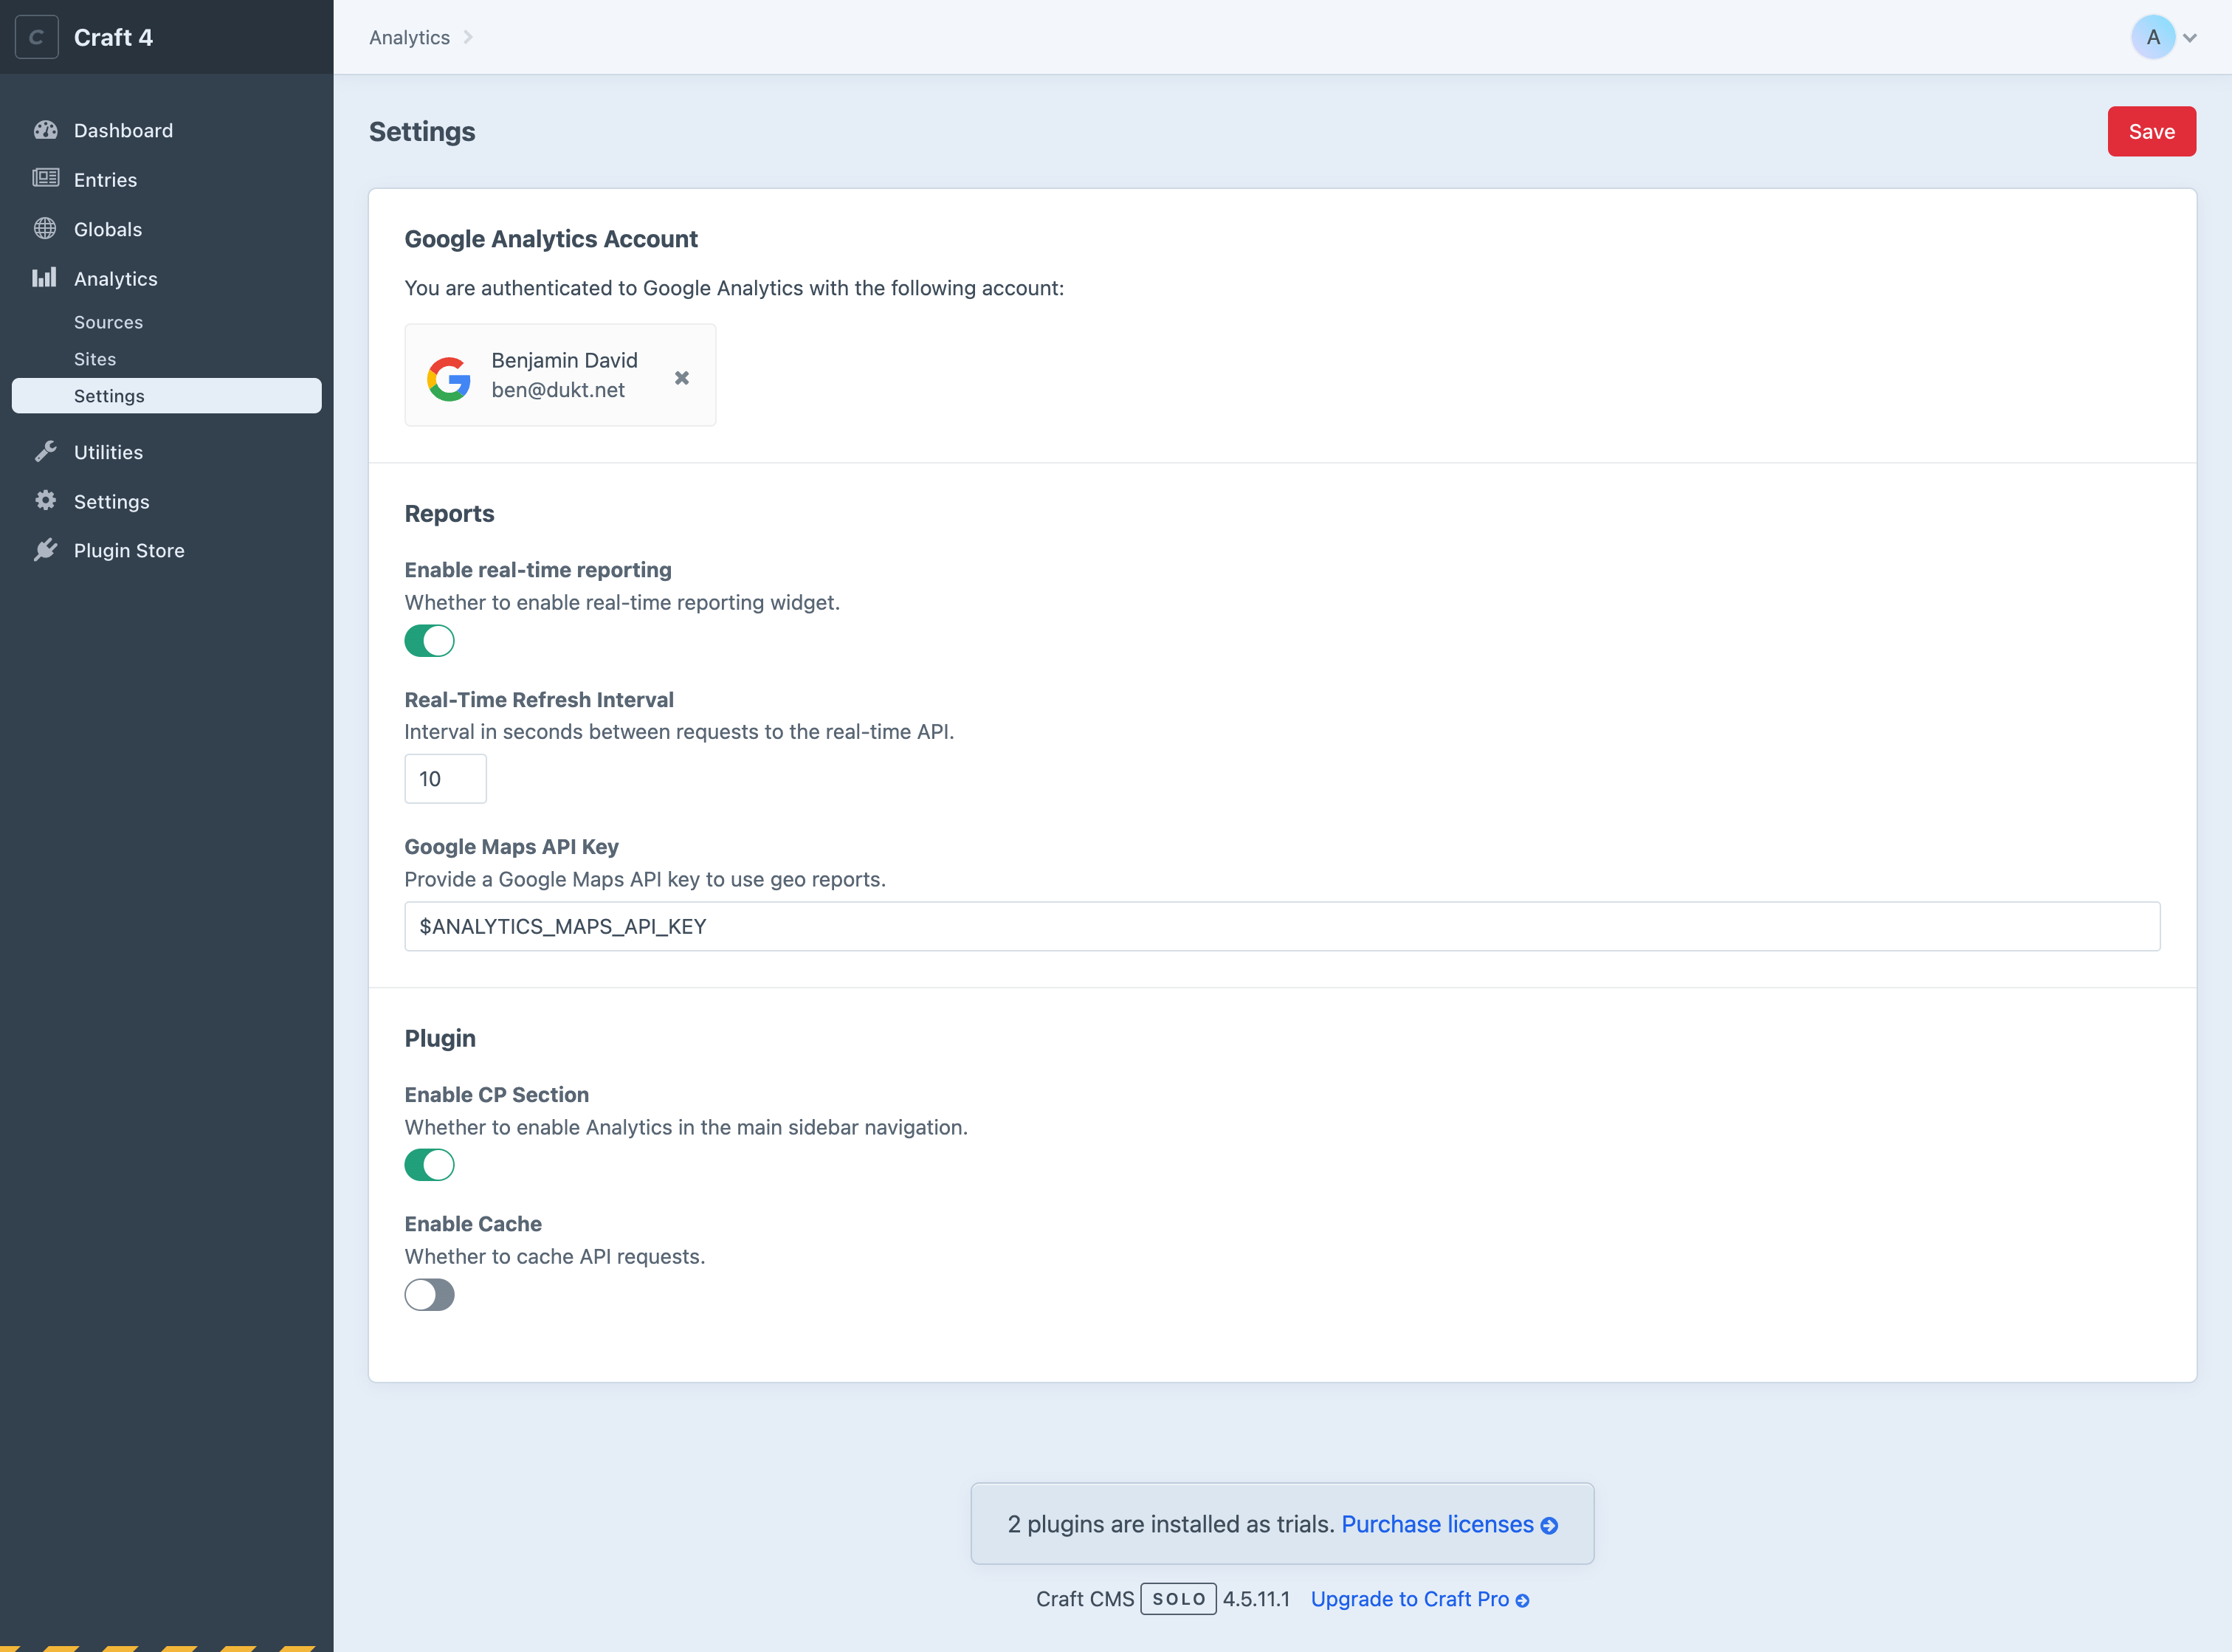 C
Craft 4
Dashboard
Entries
Globals
Analytics
Sources
Sites
Settings
Utilities
Settings
Plugin Store
Analytics
A
Settings
Save
Google Analytics Account
You are authenticated to Google Analytics with the following account:
Benjamin David
ben@dukt.net
Reports
Enable real-time reporting
Whether to enable real-time reporting widget.
Real-Time Refresh Interval
Interval in seconds between requests to the real-time API.
10
Google Maps API Key
Provide a Google Maps API key to use geo reports.
$ANALYTICS_MAPS_API_KEY
Plugin
Enable CP Section
Whether to enable Analytics in the main sidebar navigation.
Enable Cache
Whether to cache API requests.
2 plugins are installed as trials. Purchase licenses
Craft CMS SOLO 4.5.11.1 Upgrade to Craft Pro